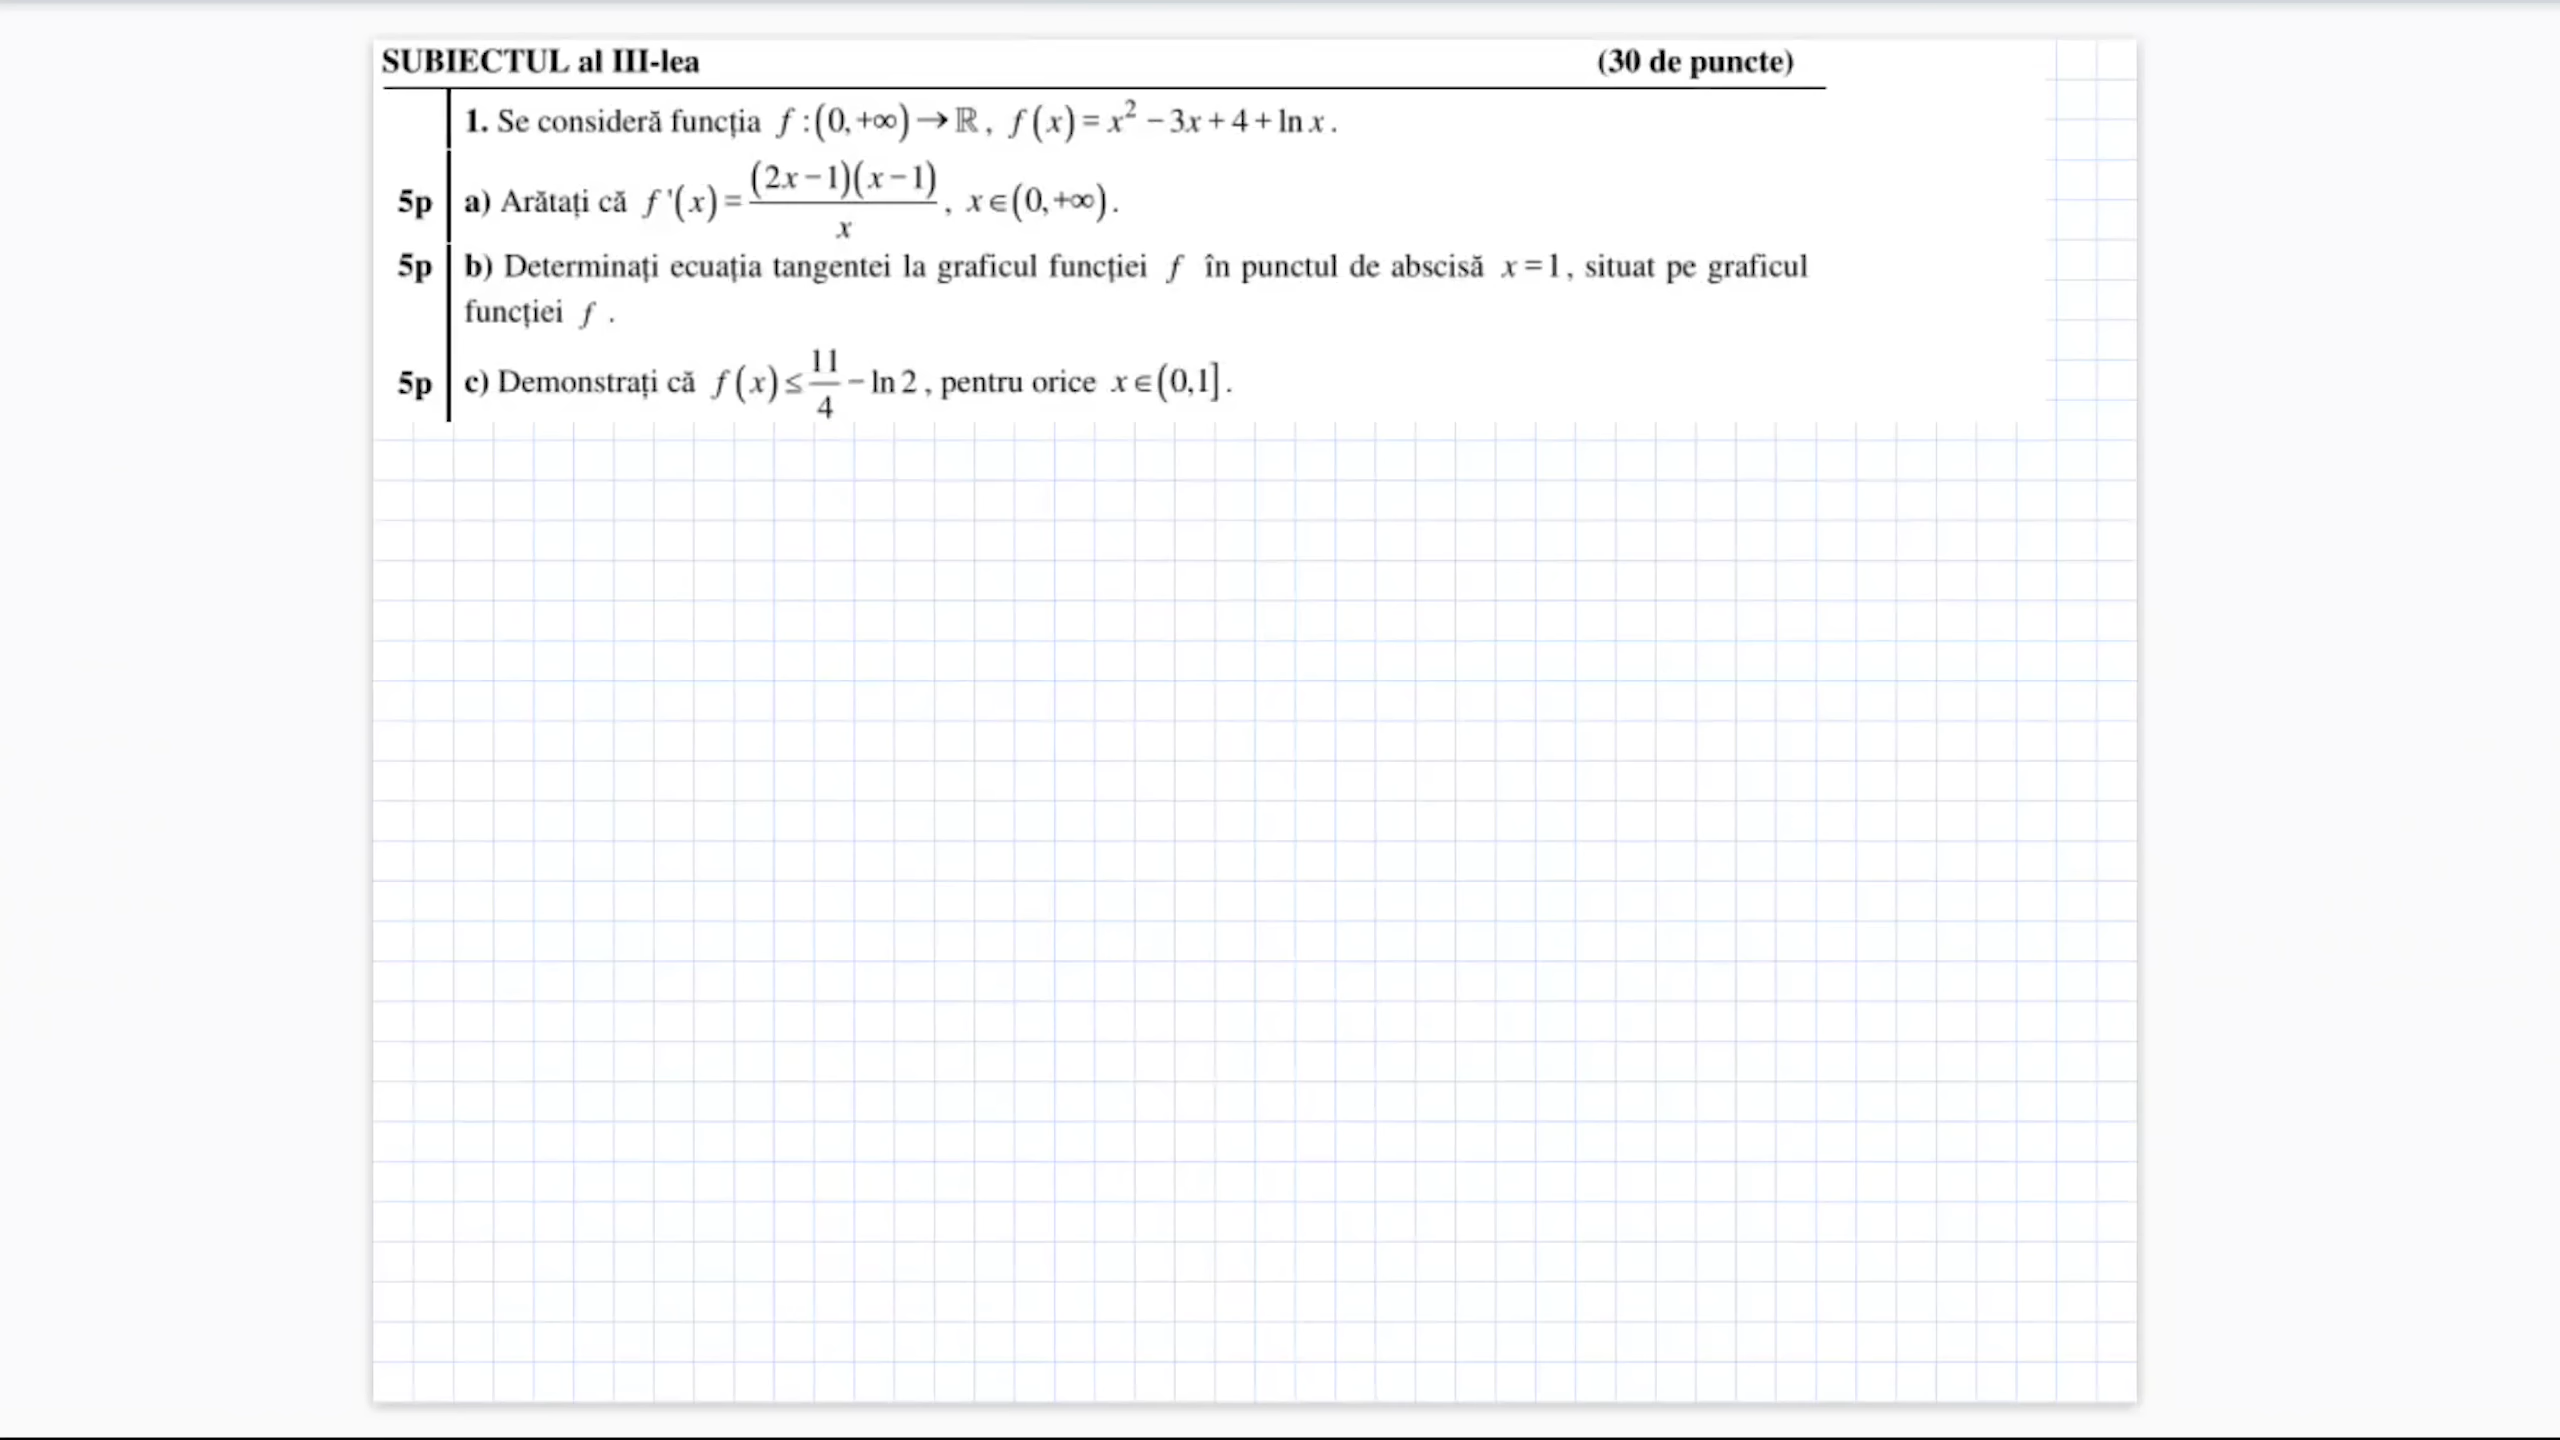 SUBIECTUL al III-lea (30 de puncte)
1. Se consideră funcția f:(0,+∞)→ℝ, f(x)=x²−3x+4+ln x.
5p a) Arătați că f'(x)=(2x−1)(x−1)/x, x∈(0,+∞).
5p b) Determinați ecuația tangentei la graficul funcției f în punctul de abscisă x=1, situat pe graficul
funcției f.
5p c) Demonstrați că f(x)≤11/4−ln 2, pentru orice x∈(0,1].